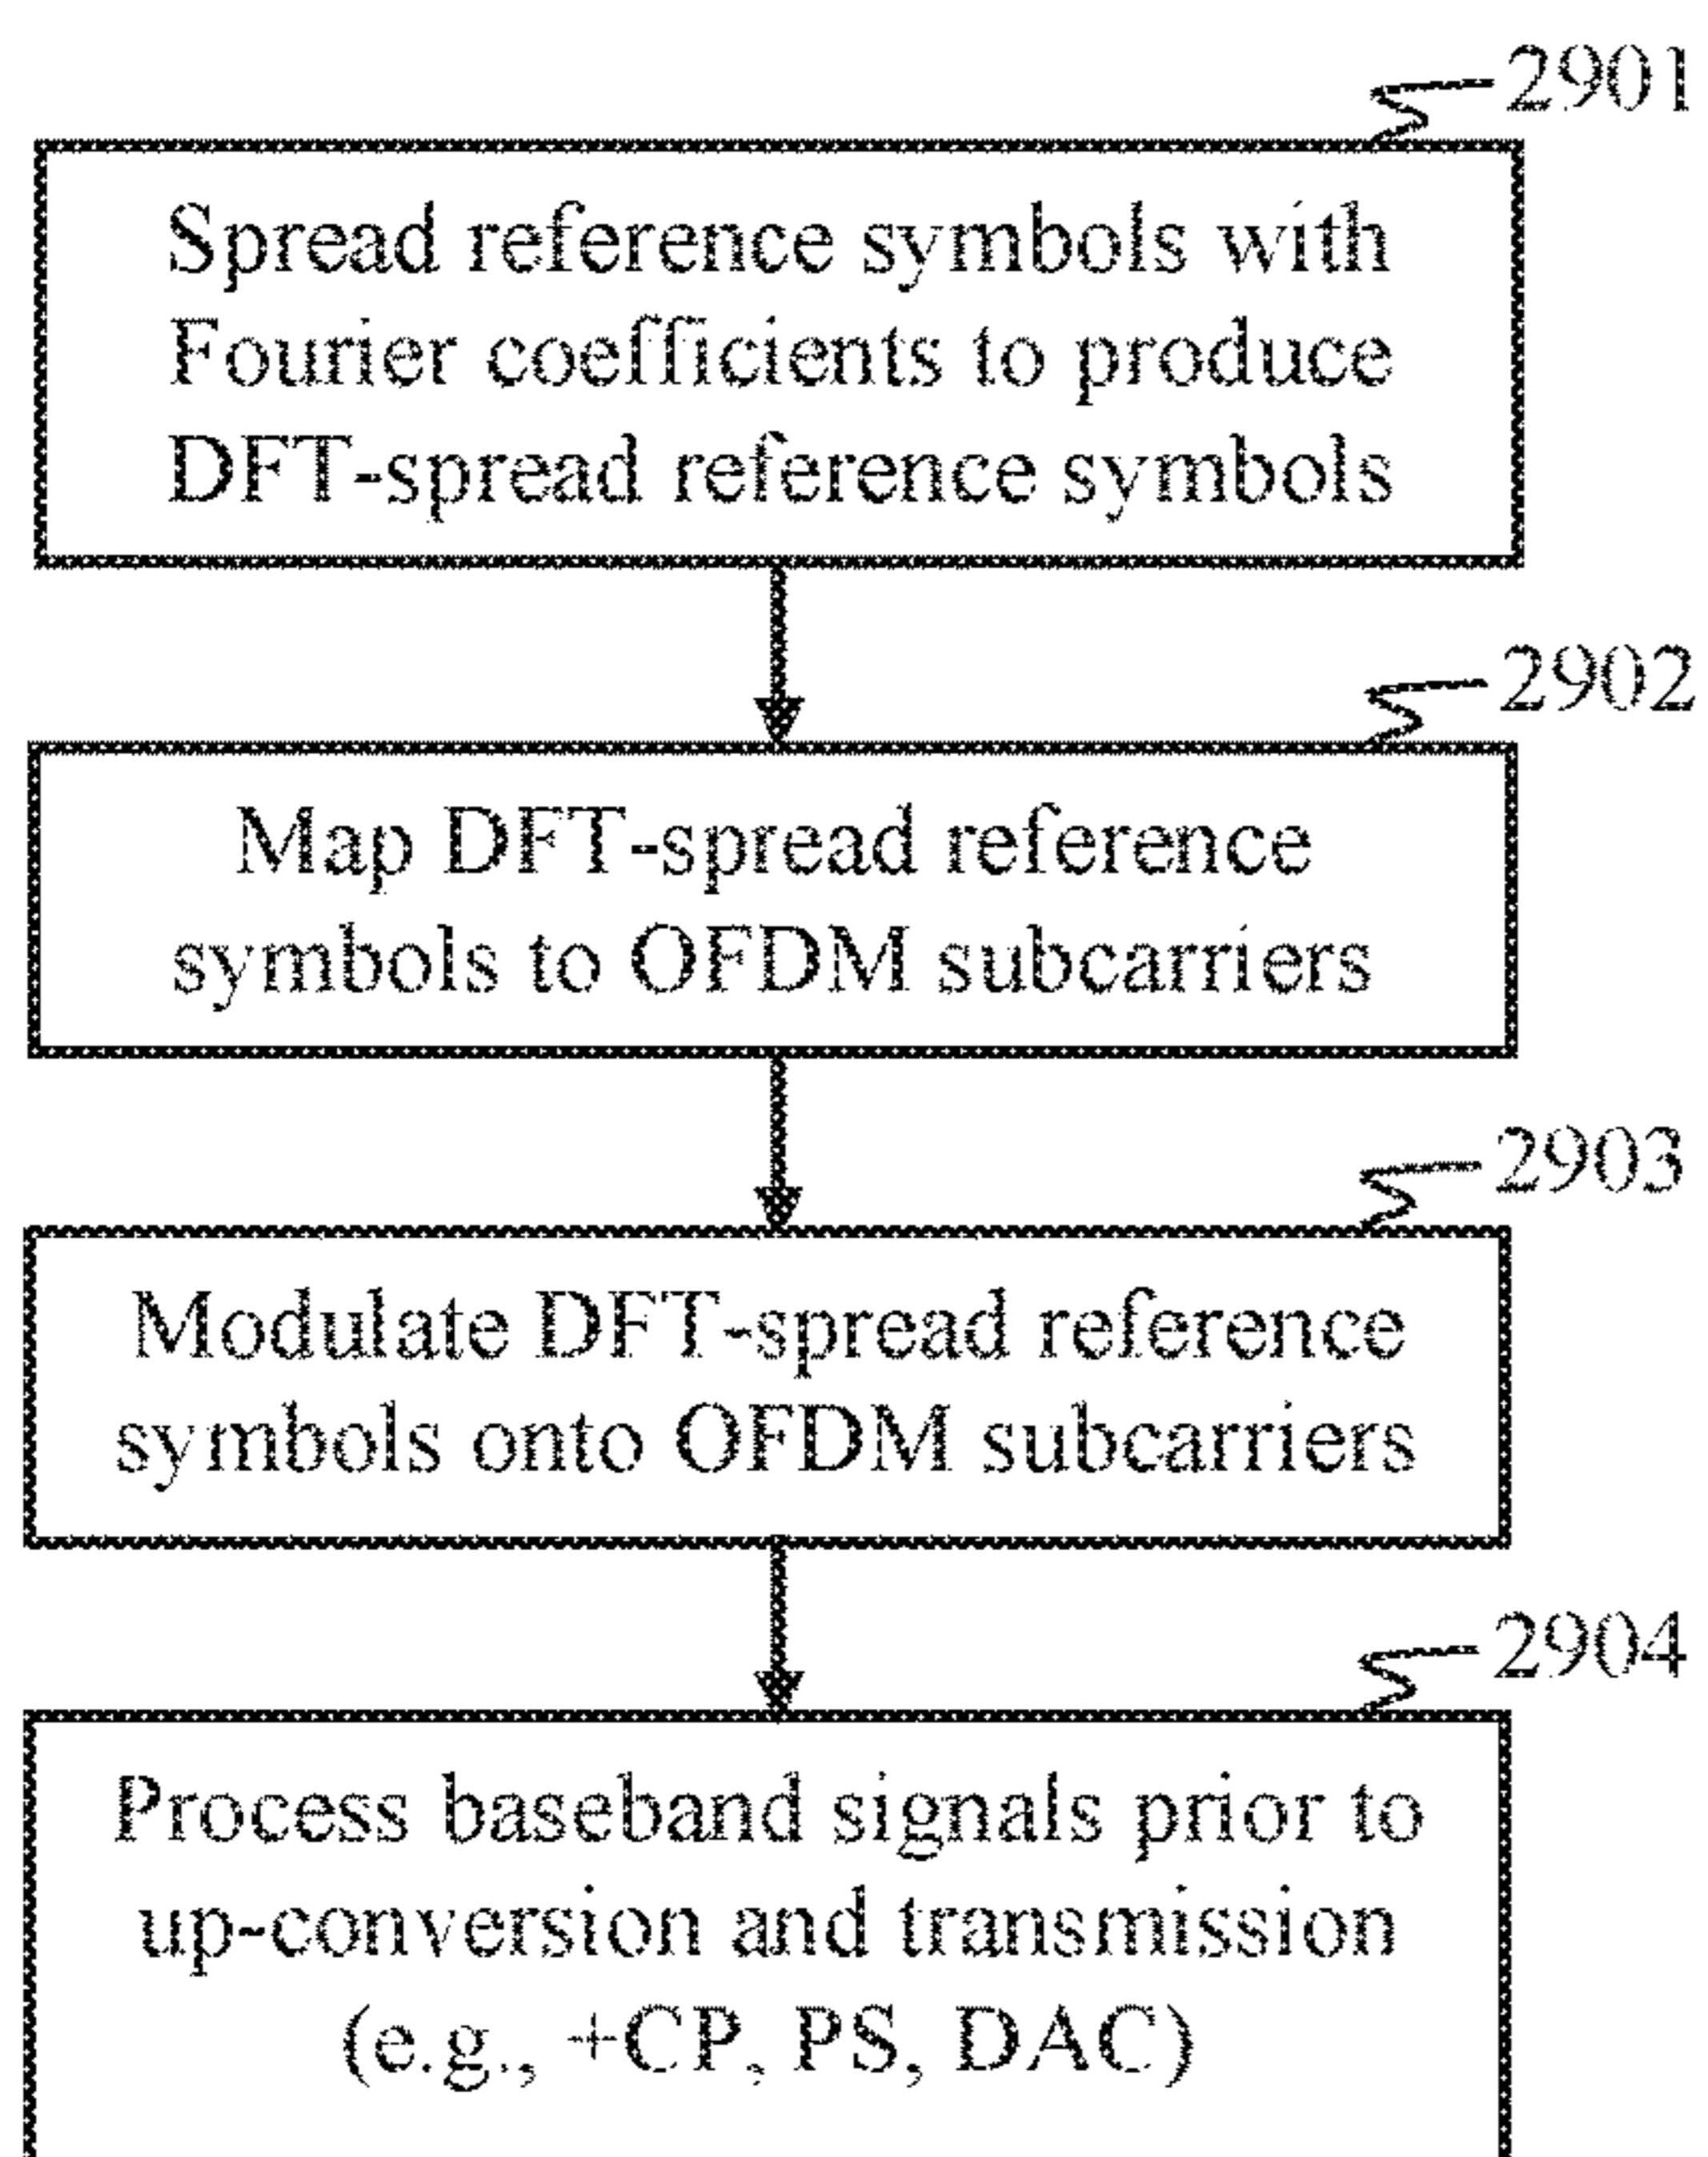 2901
Spread reference symbols with
Fourier coefficients to produce
DFT-spread reference symbols
2902
Map DFT-spread reference
symbols to OFDM subcarriers
2903
Modulate DFT-spread reference
symbols onto OFDM subcarriers
2904
Process baseband signals prior to
up-conversion and transmission
(e.g., +CP, PS, DAC)